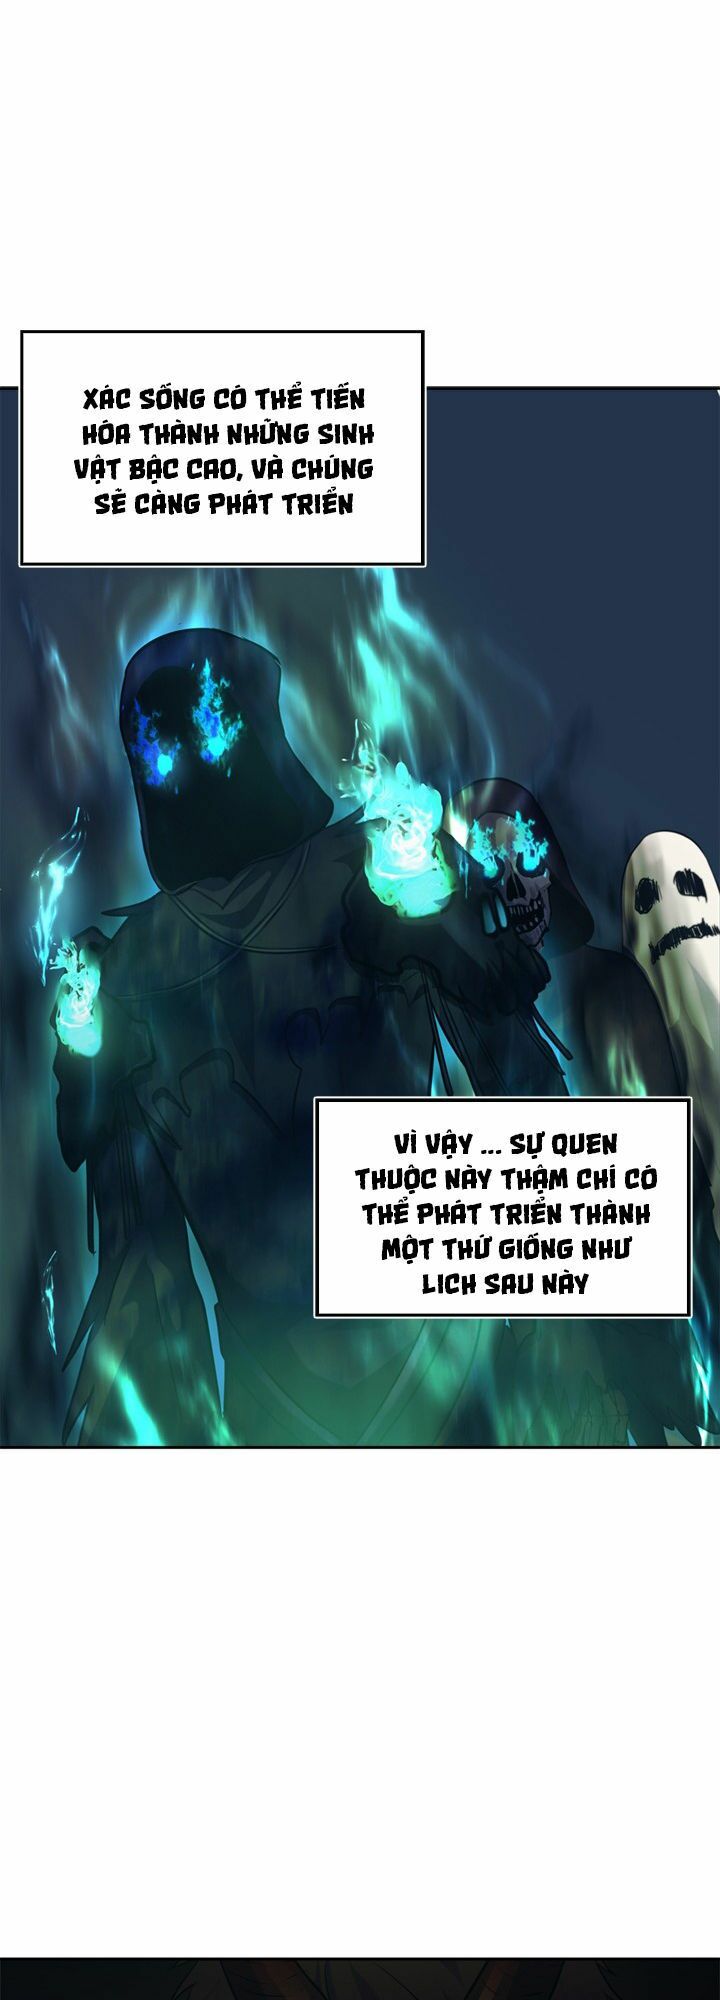 XÁC SỐNG CÓ THỂ TIẾN
HÓA THÀNH NHỮNG SINH
VẬT BẬC CAO, VÀ CHÚNG
SẼ CÀNG PHÁT TRIỂN
VÌ VẬY ... SỰ QUEN
THUỘC NÀY THẬM CHÍ CÓ
THỂ PHÁT TRIỂN THÀNH
MỘT THỨ GIỐNG NHƯ
LICH SAU NÀY